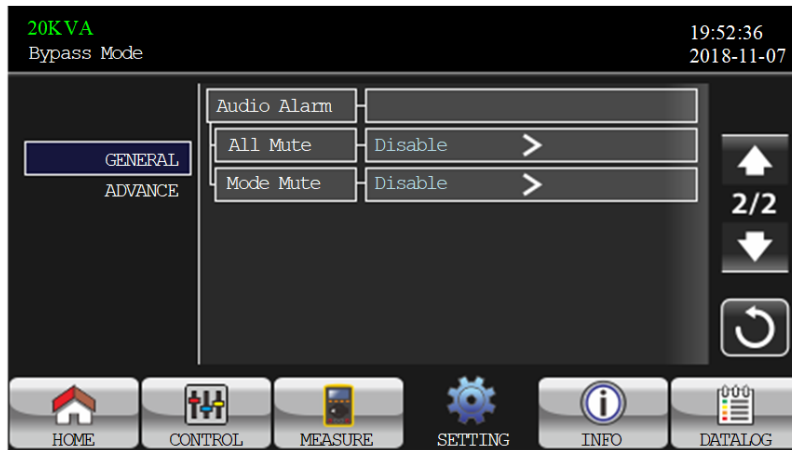 20KVA
Bypass Mode
19:52:36
2018-11-07
GENERAL
ADVANCE
Audio Alarm
All Mute
Disable
Mode Mute
Disable
2/2
HOME
CONTROL
MEASURE
SETTING
INFO
DATALOG